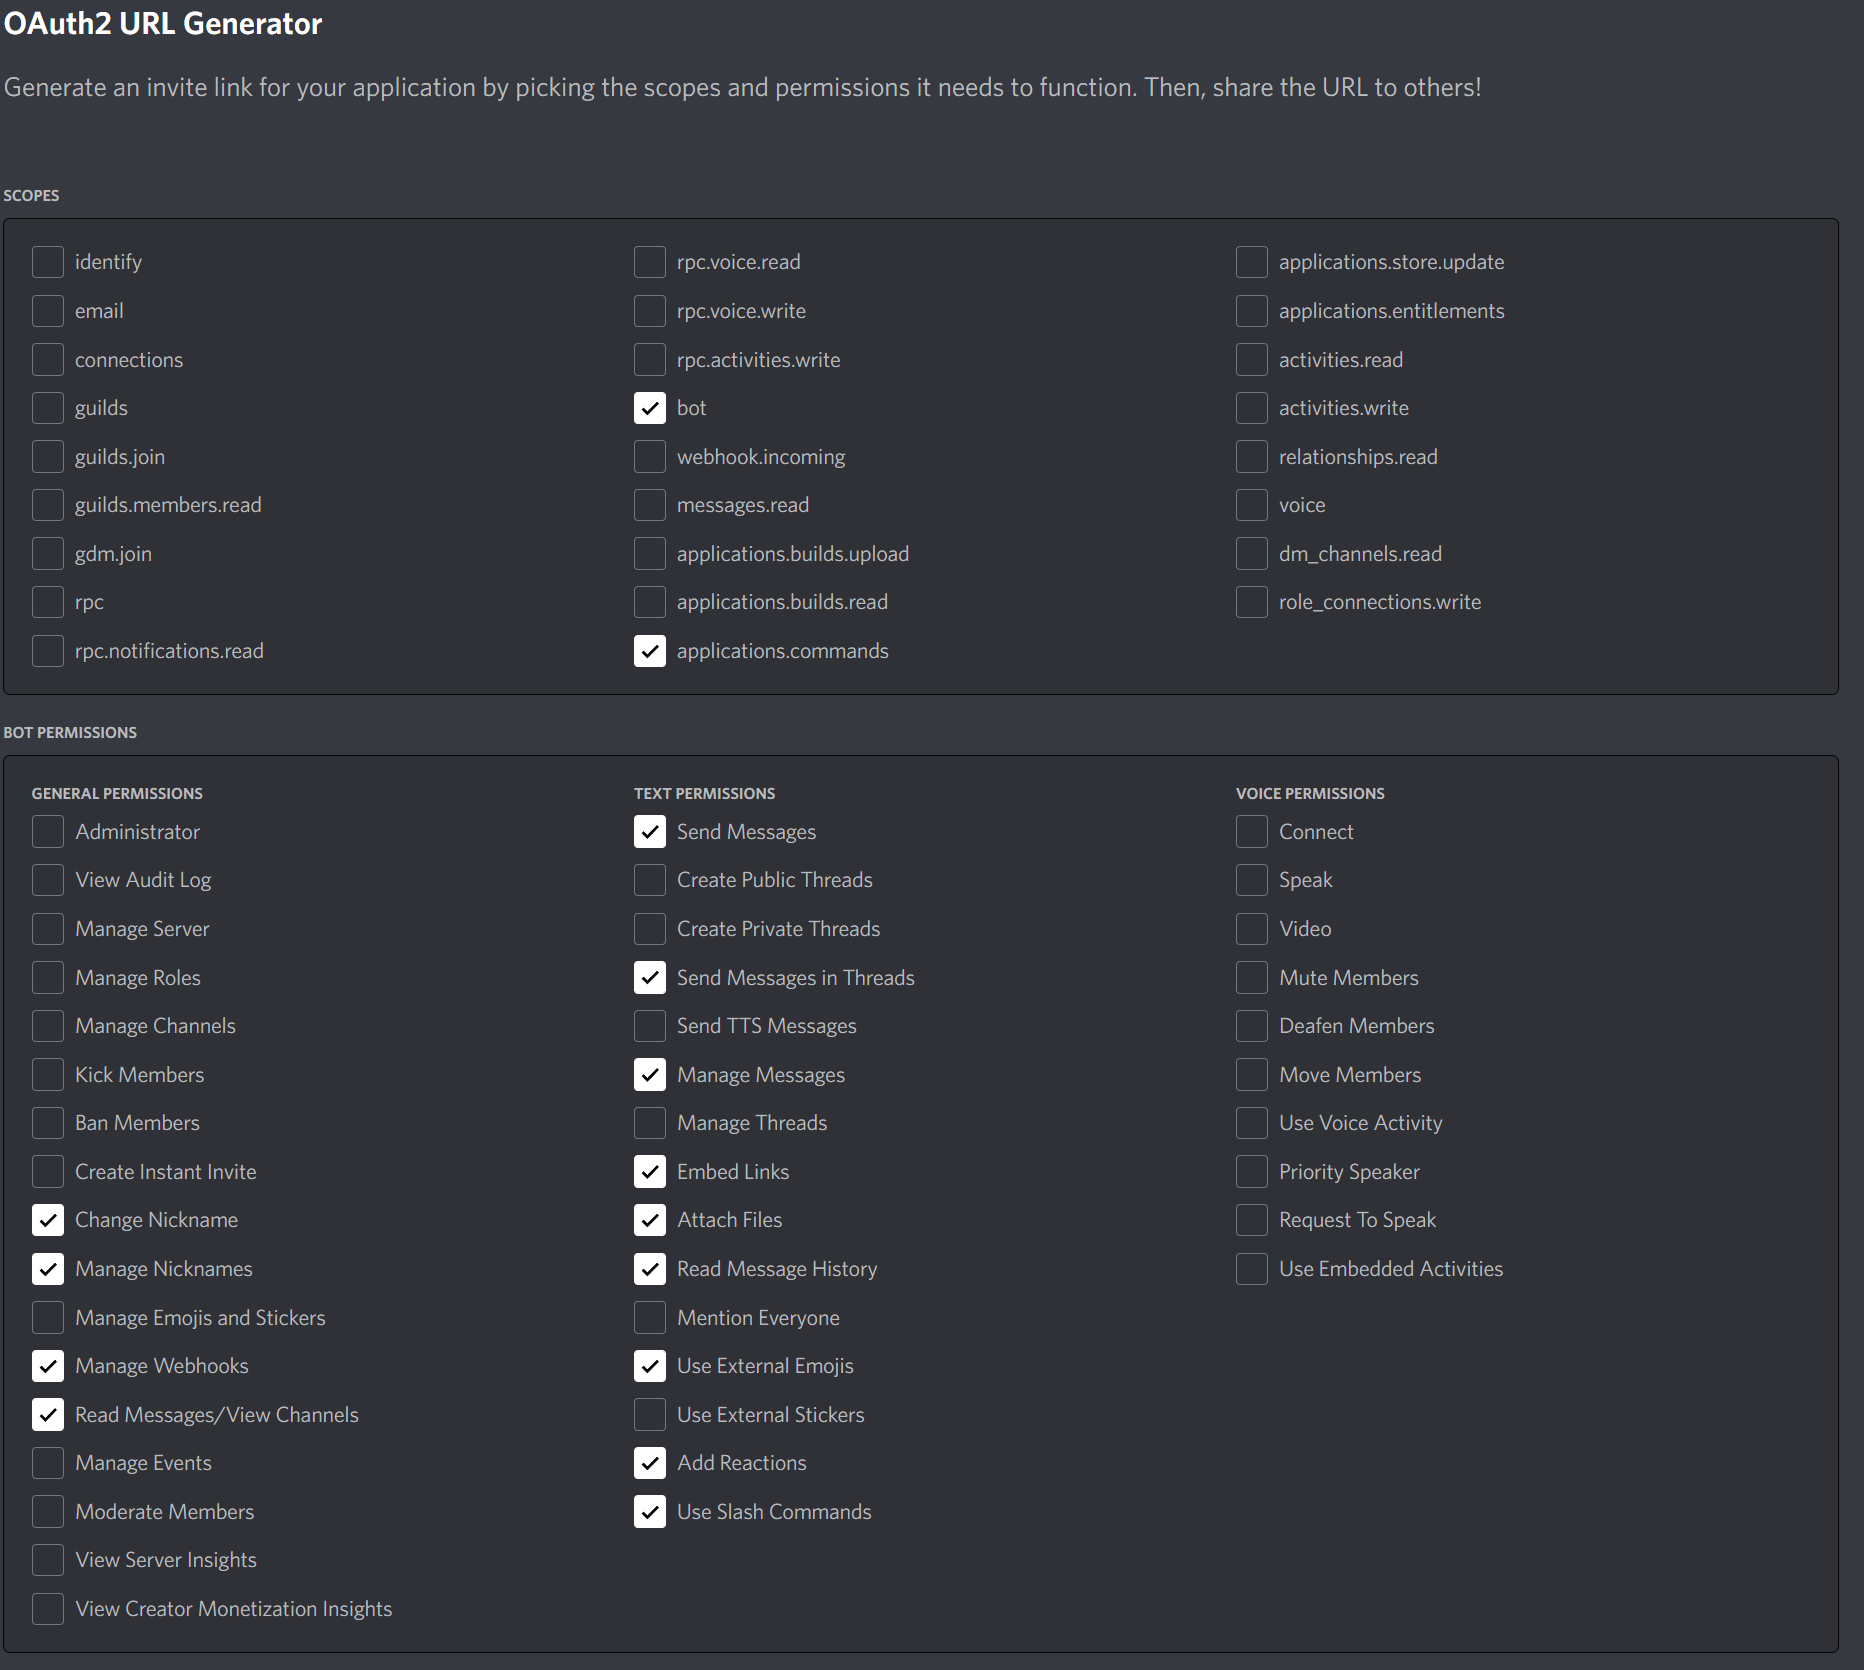 OAuth2 URL Generator
Generate an invite link for your application by picking the scopes and permissions it needs to function. Then, share the URL to others!
SCOPES
identify
email
connections
guilds
guilds.join
guilds.members.read
gdm.join
rpc
rpc.notifications.read
rpc.voice.read
rpc.voice.write
rpc.activities.write
bot
webhook.incoming
messages.read
applications.builds.upload
applications.builds.read
applications.commands
applications.store.update
applications.entitlements
activities.read
activities.write
relationships.read
voice
dm_channels.read
role_connections.write
BOT PERMISSIONS
GENERAL PERMISSIONS
Administrator
View Audit Log
Manage Server
Manage Roles
Manage Channels
Kick Members
Ban Members
Create Instant Invite
Change Nickname
Manage Nicknames
Manage Emojis and Stickers
Manage Webhooks
Read Messages/View Channels
Manage Events
Moderate Members
View Server Insights
View Creator Monetization Insights
TEXT PERMISSIONS
Send Messages
Create Public Threads
Create Private Threads
Send Messages in Threads
Send TTS Messages
Manage Messages
Manage Threads
Embed Links
Attach Files
Read Message History
Mention Everyone
Use External Emojis
Use External Stickers
Add Reactions
Use Slash Commands
VOICE PERMISSIONS
Connect
Speak
Video
Mute Members
Deafen Members
Move Members
Use Voice Activity
Priority Speaker
Request To Speak
Use Embedded Activities